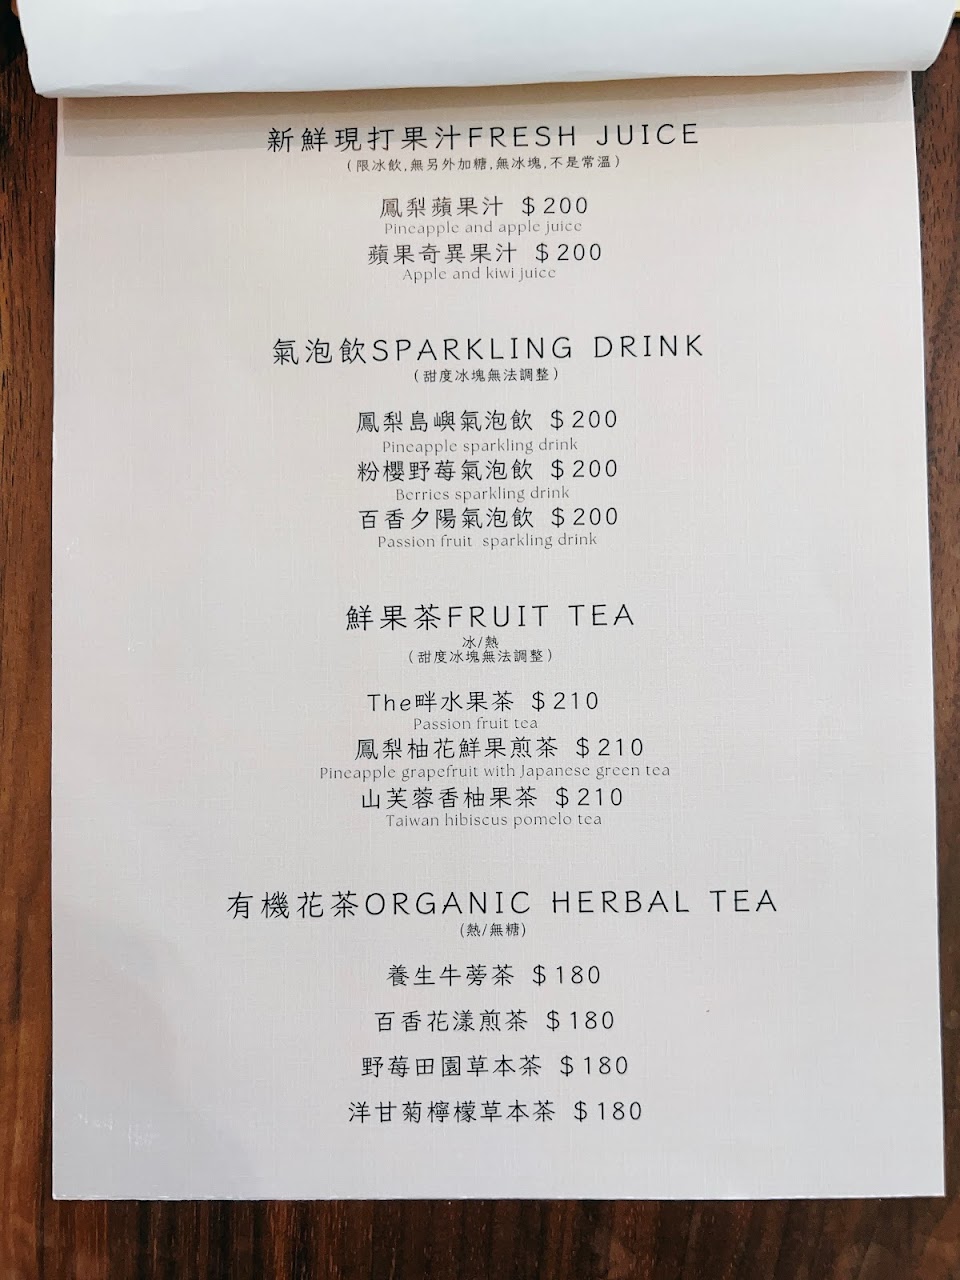 新鮮現打果汁FRESH JUICE
(限冰飲,無另外加糖,無冰塊,不是常溫)
鳳梨蘋果汁 $200
Pineapple and apple juice
蘋果奇異果汁 $200
Apple and kiwi juice
氣泡飲SPARKLING DRINK
(甜度冰塊無法調整)
鳳梨島嶼氣泡飲 $200
Pineapple sparkling drink
粉櫻野莓氣泡飲 $200
Berries sparkling drink
百香夕陽氣泡飲 $200
Passion fruit sparkling drink
鮮果茶FRUIT TEA
冰/熱
(甜度冰塊無法調整)
The畔水果茶 $210
Passion fruit tea
鳳梨柚花鮮果煎茶 $210
Pineapple grapefruit with Japanese green tea
山芙蓉香柚果茶 $210
Taiwan hibiscus pomelo tea
有機花茶ORGANIC HERBAL TEA
(熱/無糖)
養生牛蒡茶 $180
百香花漾煎茶 $180
野莓田園草本茶 $180
洋甘菊檸檬草本茶 $180